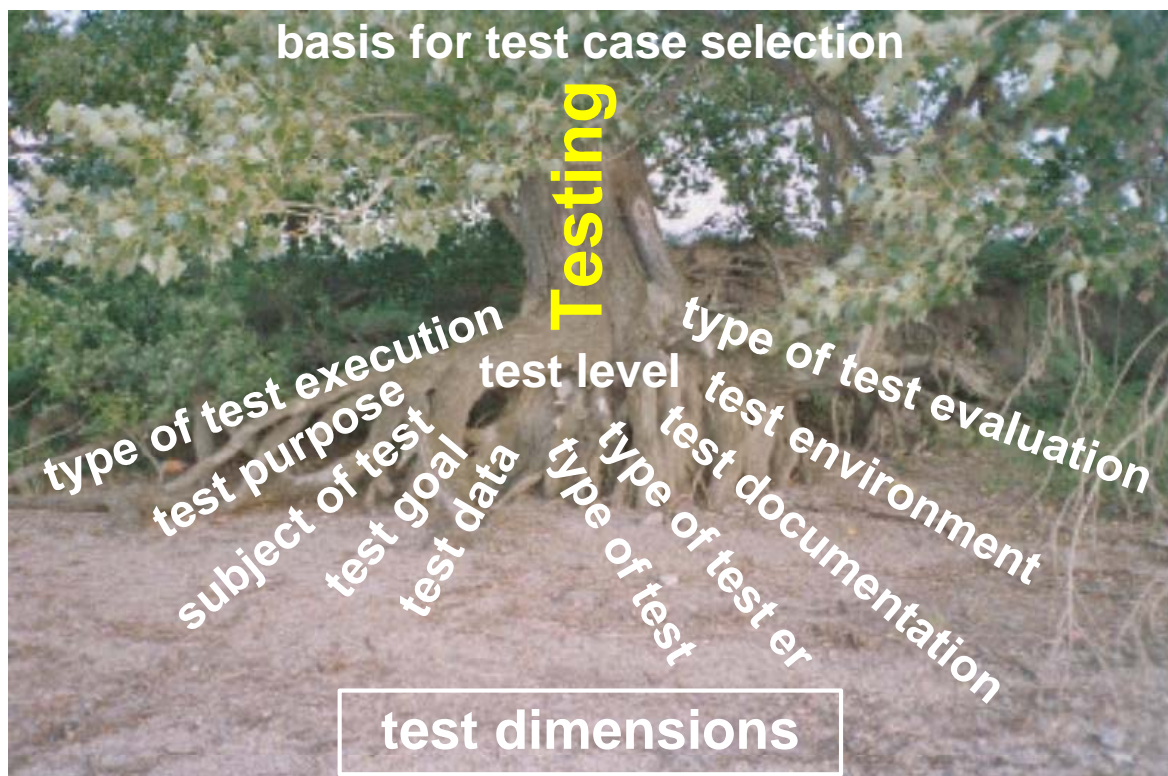 basis for test case selection
Testing
type of test execution
test level
type of test evaluation
test purpose
test environment
subject of test
test documentation
test goal
type of test er
test data
type of test
test dimensions